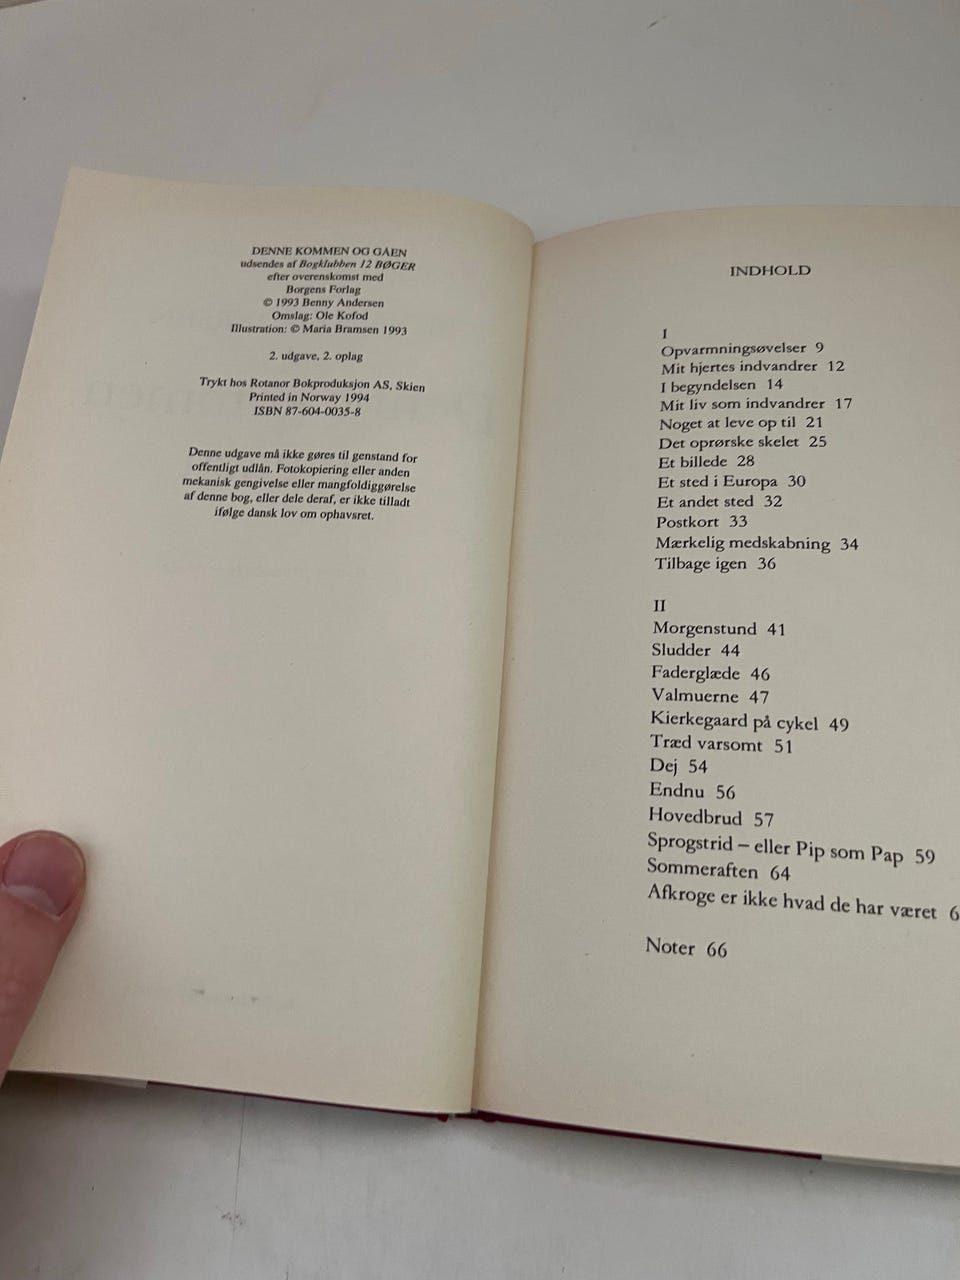 DENNE KOMMEN OG GÅEN
udsendes af Bogklubben 12 BØGER
efter overenskomst med
Borgens Forlag
© 1993 Benny Andersen
Omslag: Ole Kofod
Illustration: © Maria Bramsen 1993
2. udgave, 2. oplag
Trykt hos Rotanor Bokproduksjon AS, Skien
Printed in Norway 1994
ISBN 87-604-0035-8
Denne udgave må ikke gøres til genstand for
offentligt udlån. Fotokopiering eller anden
mekanisk gengivelse eller mangfoldiggørelse
af denne bog, eller dele deraf, er ikke tilladt
ifølge dansk lov om ophavsret.
INDHOLD
I
Opvarmningsøvelser 9
Mit hjertes indvandrer 12
I begyndelsen 14
Mit liv som indvandrer 17
Noget at leve op til 21
Det oprørske skelet 25
Et billede 28
Et sted i Europa 30
Et andet sted 32
Postkort 33
Mærkelig medskabning 34
Tilbage igen 36
II
Morgenstund 41
Sludder 44
Faderglæde 46
Valmuerne 47
Kierkegaard på cykel 49
Træd varsomt 51
Dej 54
Endnu 56
Hovedbrud 57
Sprogstrid – eller Pip som Pap 59
Sommeraften 64
Afkroge er ikke hvad de har været
Noter 66